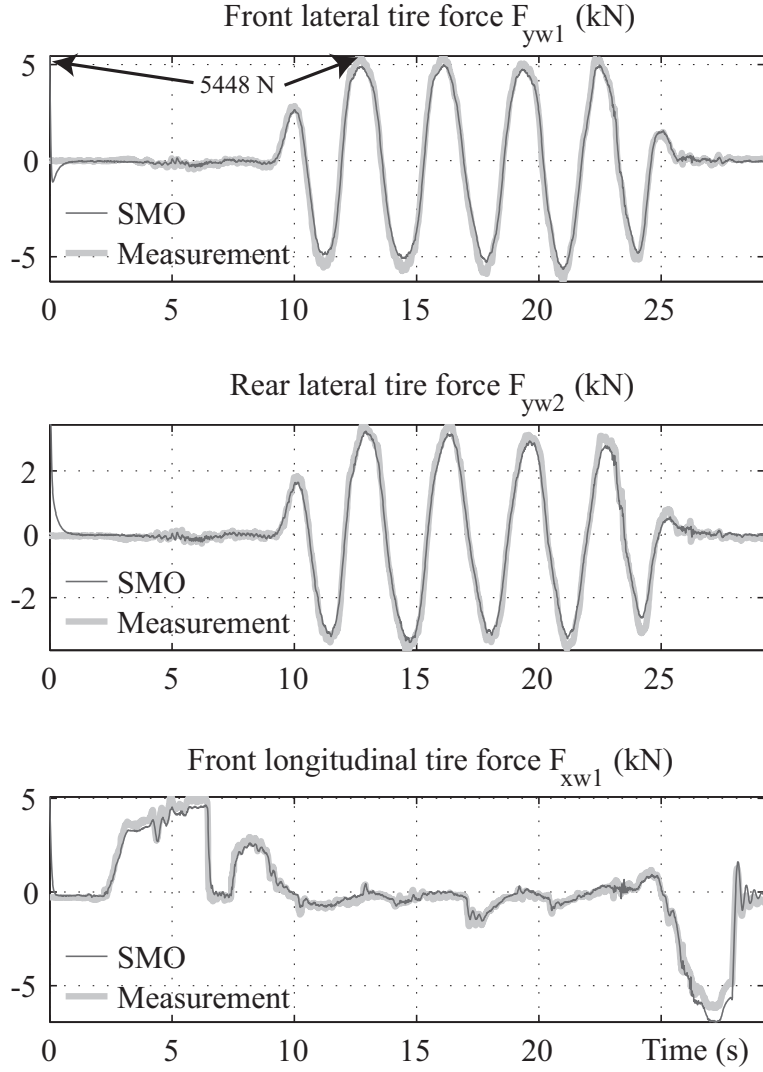 Front lateral tire force F_yw1 (kN)
5
5448 N
0
SMO
Measurement
-5
0 5 10 15 20 25
Rear lateral tire force F_yw2 (kN)
2
0
SMO
-2
Measurement
0 5 10 15 20 25
Front longitudinal tire force F_xw1 (kN)
5
0
SMO
-5
Measurement
0 5 10 15 20 Time (s)